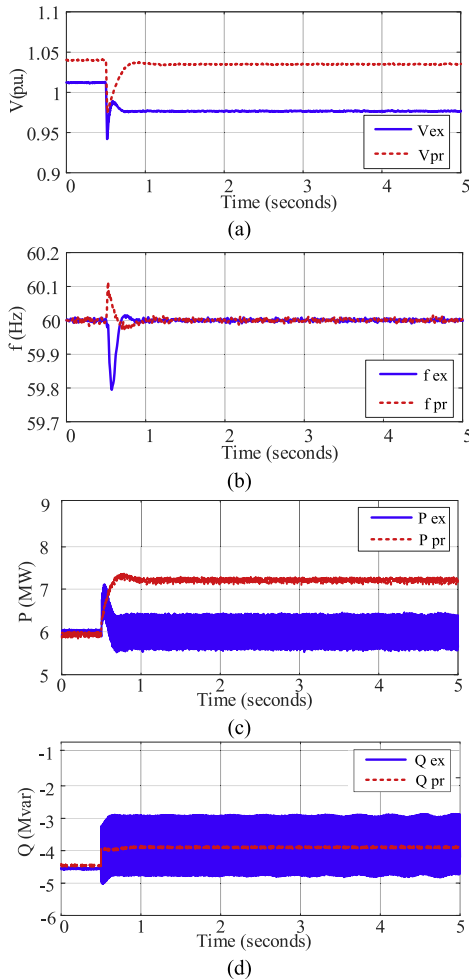 1.1
1.05
1
0.95
0.9
V(p.u.)
Vex
Vpr
0 1 2 3 4 5
Time (seconds)
(a)
60.2
60.1
60
59.9
59.8
59.7
f (Hz)
f ex
f pr
0 1 2 3 4 5
Time (seconds)
(b)
9
8
7
6
5
P (MW)
P ex
P pr
0 1 2 3 4 5
Time (seconds)
(c)
-1
-2
-3
-4
-5
-6
Q (Mvar)
Q ex
Q pr
0 1 2 3 4 5
Time (seconds)
(d)